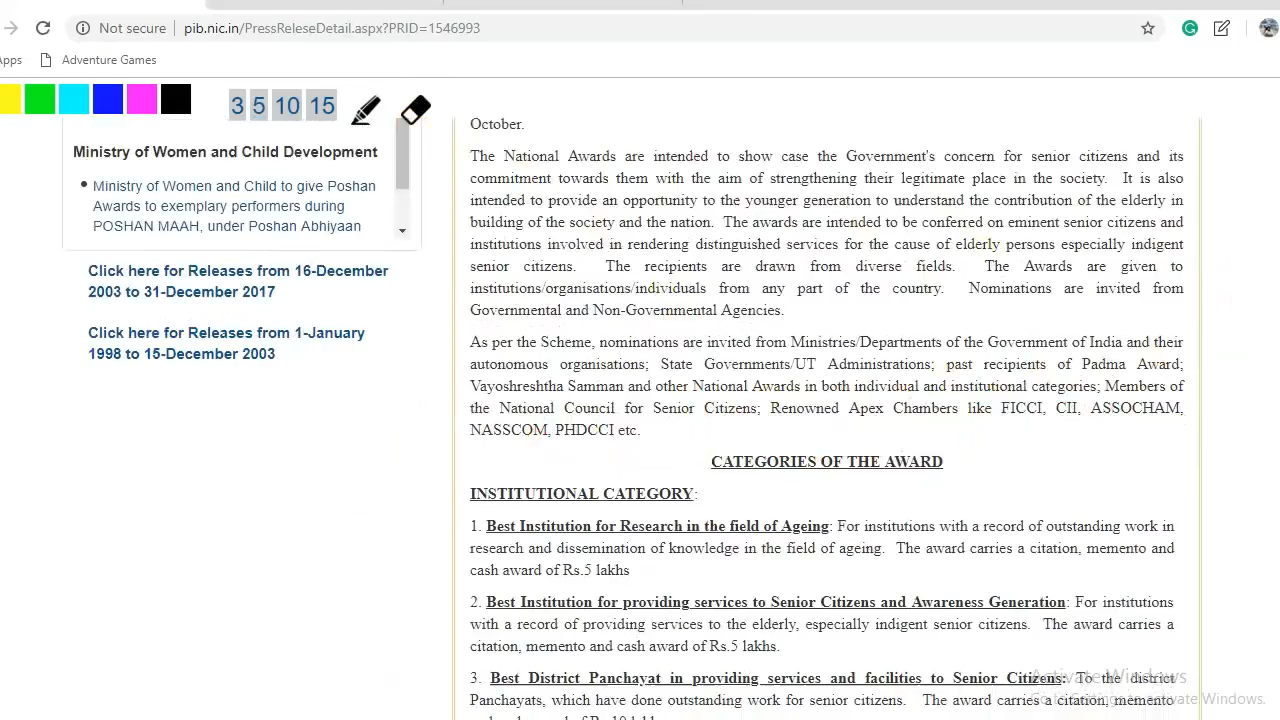 Not secure
pib.nic.in/PressReleseDetail.aspx?PRID=1546993
Apps
Adventure Games
3 5 10 15
Ministry of Women and Child Development
Ministry of Women and Child to give Poshan
Awards to exemplary performers during
POSHAN MAAH, under Poshan Abhiyaan
Click here for Releases from 16-December
2003 to 31-December 2017
Click here for Releases from 1-January
1998 to 15-December 2003
October.
The National Awards are intended to show case the Government's concern for senior citizens and its
commitment towards them with the aim of strengthening their legitimate place in the society. It is also
intended to provide an opportunity to the younger generation to understand the contribution of the elderly in
building of the society and the nation. The awards are intended to be conferred on eminent senior citizens and
institutions involved in rendering distinguished services for the cause of elderly persons especially indigent
senior citizens. The recipients are drawn from diverse fields. The Awards are given to
institutions/organisations/individuals from any part of the country. Nominations are invited from
Governmental and Non-Governmental Agencies.
As per the Scheme, nominations are invited from Ministries/Departments of the Government of India and their
autonomous organisations; State Governments/UT Administrations; past recipients of Padma Award;
Vayoshreshtha Samman and other National Awards in both individual and institutional categories; Members of
the National Council for Senior Citizens; Renowned Apex Chambers like FICCI, CII, ASSOCHAM,
NASSCOM, PHDCCI etc.
CATEGORIES OF THE AWARD
INSTITUTIONAL CATEGORY:
1. Best Institution for Research in the field of Ageing: For institutions with a record of outstanding work in
research and dissemination of knowledge in the field of ageing. The award carries a citation, memento and
cash award of Rs.5 lakhs
2. Best Institution for providing services to Senior Citizens and Awareness Generation: For institutions
with a record of providing services to the elderly, especially indigent senior citizens. The award carries a
citation, memento and cash award of Rs.5 lakhs.
3. Best District Panchayat in providing services and facilities to Senior Citizens: To the district
Panchayats, which have done outstanding work for senior citizens. The award carries a citation, memento
Activate Windows
Go to Settings to activate Windows.